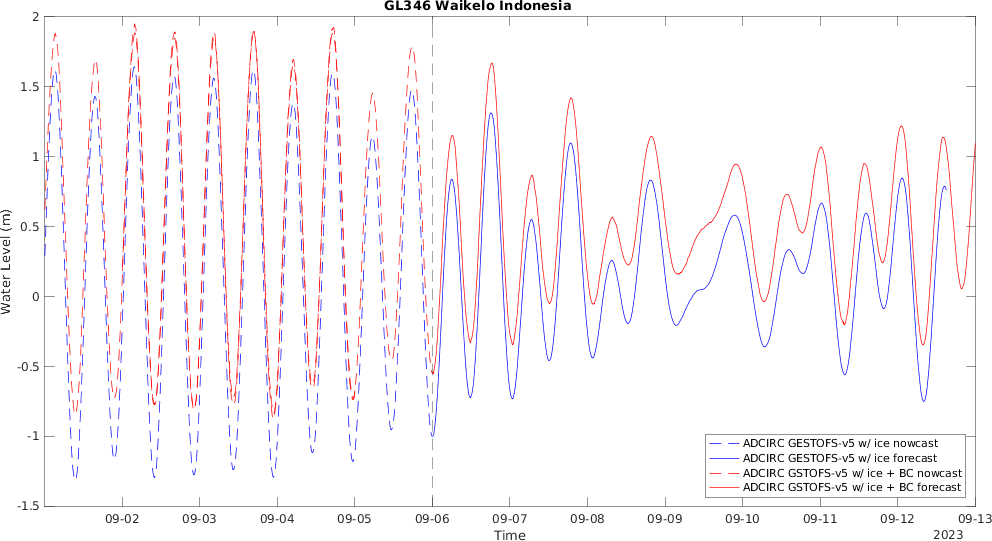 GL346 Waikelo Indonesia
2
1.5
1
0.5
0
-0.5
-1
-1.5
Water Level (m)
09-02 09-03 09-04 09-05 09-06 09-07 09-08 09-09 09-10 09-11 09-12 09-13
Time
2023
ADCIRC GESTOFS-v5 w/ ice nowcast
ADCIRC GESTOFS-v5 w/ ice forecast
ADCIRC GSTOFS-v5 w/ ice + BC nowcast
ADCIRC GSTOFS-v5 w/ ice + BC forecast